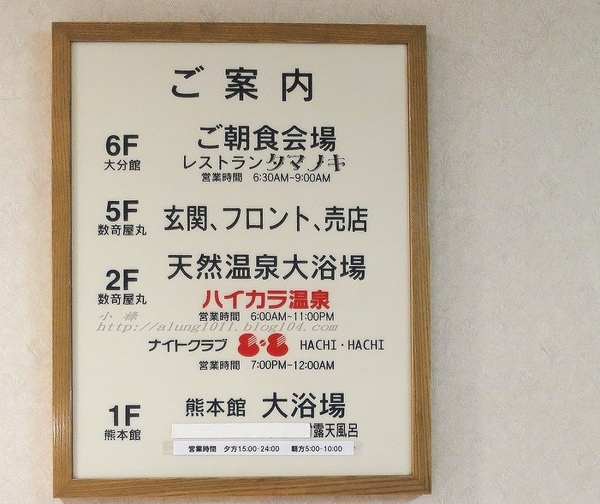 ご案内
6F 大分館
ご朝食会場
レストラン タマノキ
営業時間 6:30AM~9:00AM
5F 数奇屋丸
玄関、フロント、売店
2F 数奇屋丸
天然温泉大浴場
ハイカラ温泉
営業時間 6:00AM~11:00PM
小祿
http://alung1011.blog104.com/
ナイトクラブ 8·8 HACHI・HACHI
営業時間 7:00PM~12:00AM
1F 熊本館
熊本館 大浴場
露天風呂
営業時間 夕方15:00-24:00 朝方5:00-10:00